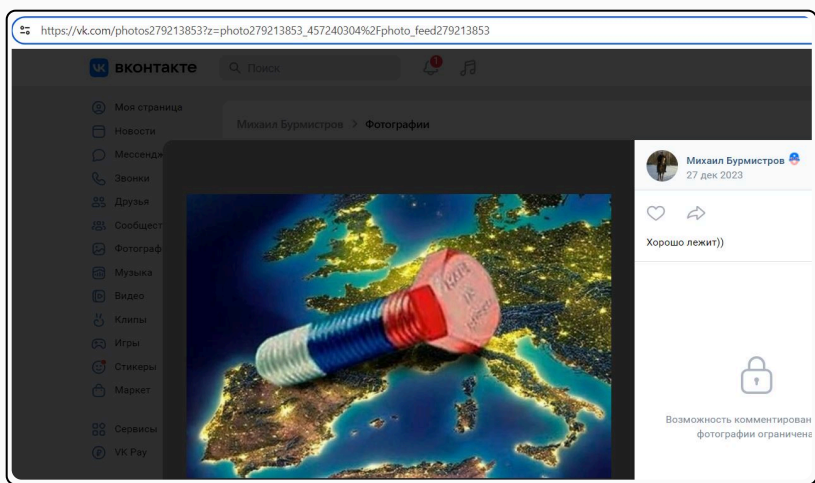 https://vk.com/photos279213853?z=photo279213853_457240304%2Fphoto_feed279213853
вконтакте
Поиск
1
Моя страница
Новости
Михаил Бурмистров > Фотографии
Мессендж
Звонки
Друзья
Сообщест
Фотограф
Музыка
Видео
Клипы
Игры
Стикеры
Маркет
Сервисы
VK Pay
Михаил Бурмистров
27 дек 2023
Хорошо лежит))
Возможность комментирован
фотографии ограничена